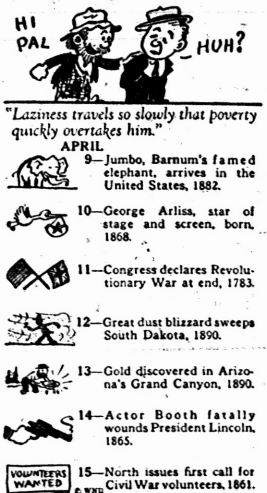 HI
PAL
HUH?
"Laziness travels so slowly that poverty
quickly overtakes him."
APRIL
9—Jumbo, Barnum's famed
elephant, arrives in the
United States, 1882.
10—George Arliss, star of
stage and screen, born,
1868.
11—Congress declares Revolu-
tionary War at end, 1783.
12—Great dust blizzard sweeps
South Dakota, 1890.
13—Gold discovered in Arizo-
na's Grand Canyon, 1890.
14—Actor Booth fatally
wounds President Lincoln,
1865.
VOLUNTEERS
WANTED
15—North issues first call for
Civil War volunteers, 1861.
© WNU